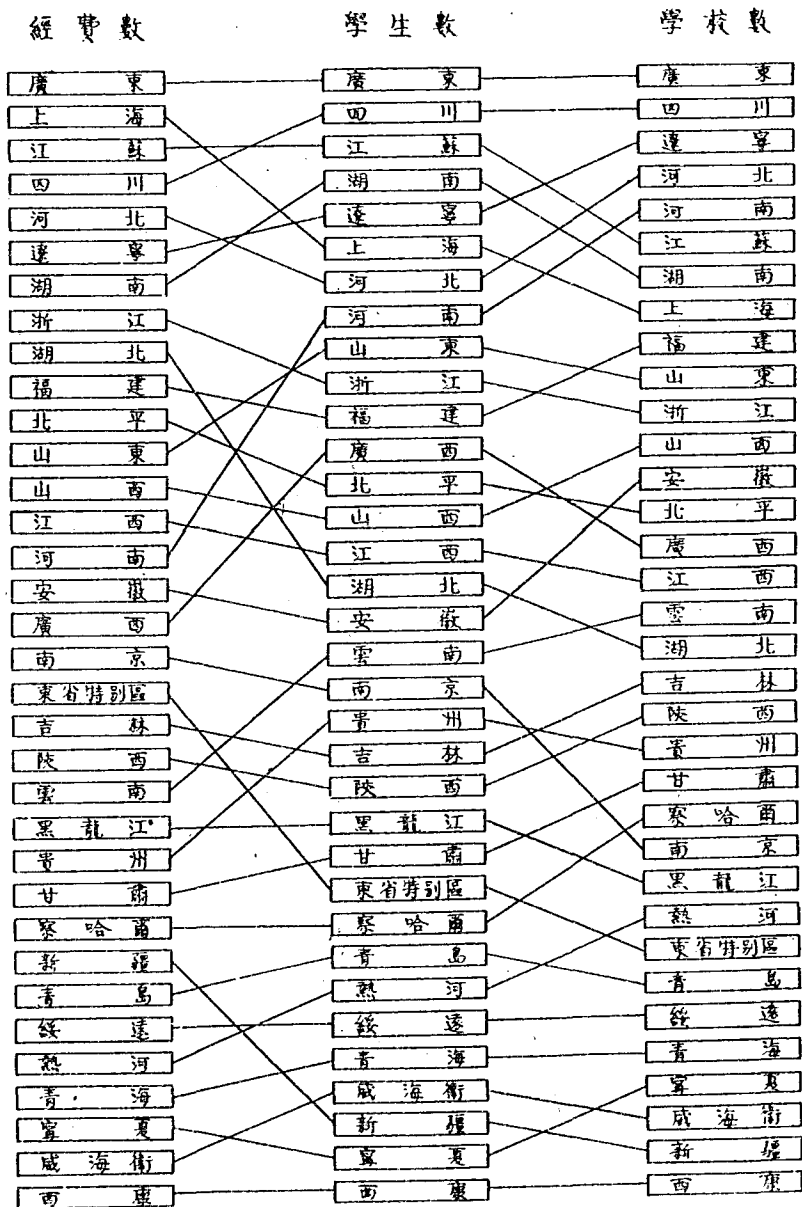 經費數 學生數 學校數
廣東 廣東 廣東
上海 四川 四川
江蘇 江蘇 遼寧
四川 湖南 河北
河北 遼寧 河南
遼寧 上海 江蘇
湖南 河北 湖南
浙江 河南 上海
湖北 山東 福建
福建 浙江 山東
北平 福建 浙江
山東 廣西 山西
山西 北平 安徽
江西 山西 北平
河南 江西 廣西
安徽 湖北 江西
廣西 安徽 雲南
南京 雲南 湖北
東省特别區 南京 吉林
吉林 貴州 陝西
陝西 吉林 貴州
雲南 陝西 甘肅
黑龍江 黑龍江 察哈爾
貴州 甘肅 南京
甘肅 東省特别區 黑龍江
察哈爾 察哈爾 熱河
新疆 青島 東省特别區
青島 熱河 青島
綏遠 綏遠 綏遠
熱河 青海 青海
青海 威海衛 寧夏
寧夏 新疆 威海衛
威海衛 寧夏 新疆
西康 西康 西康